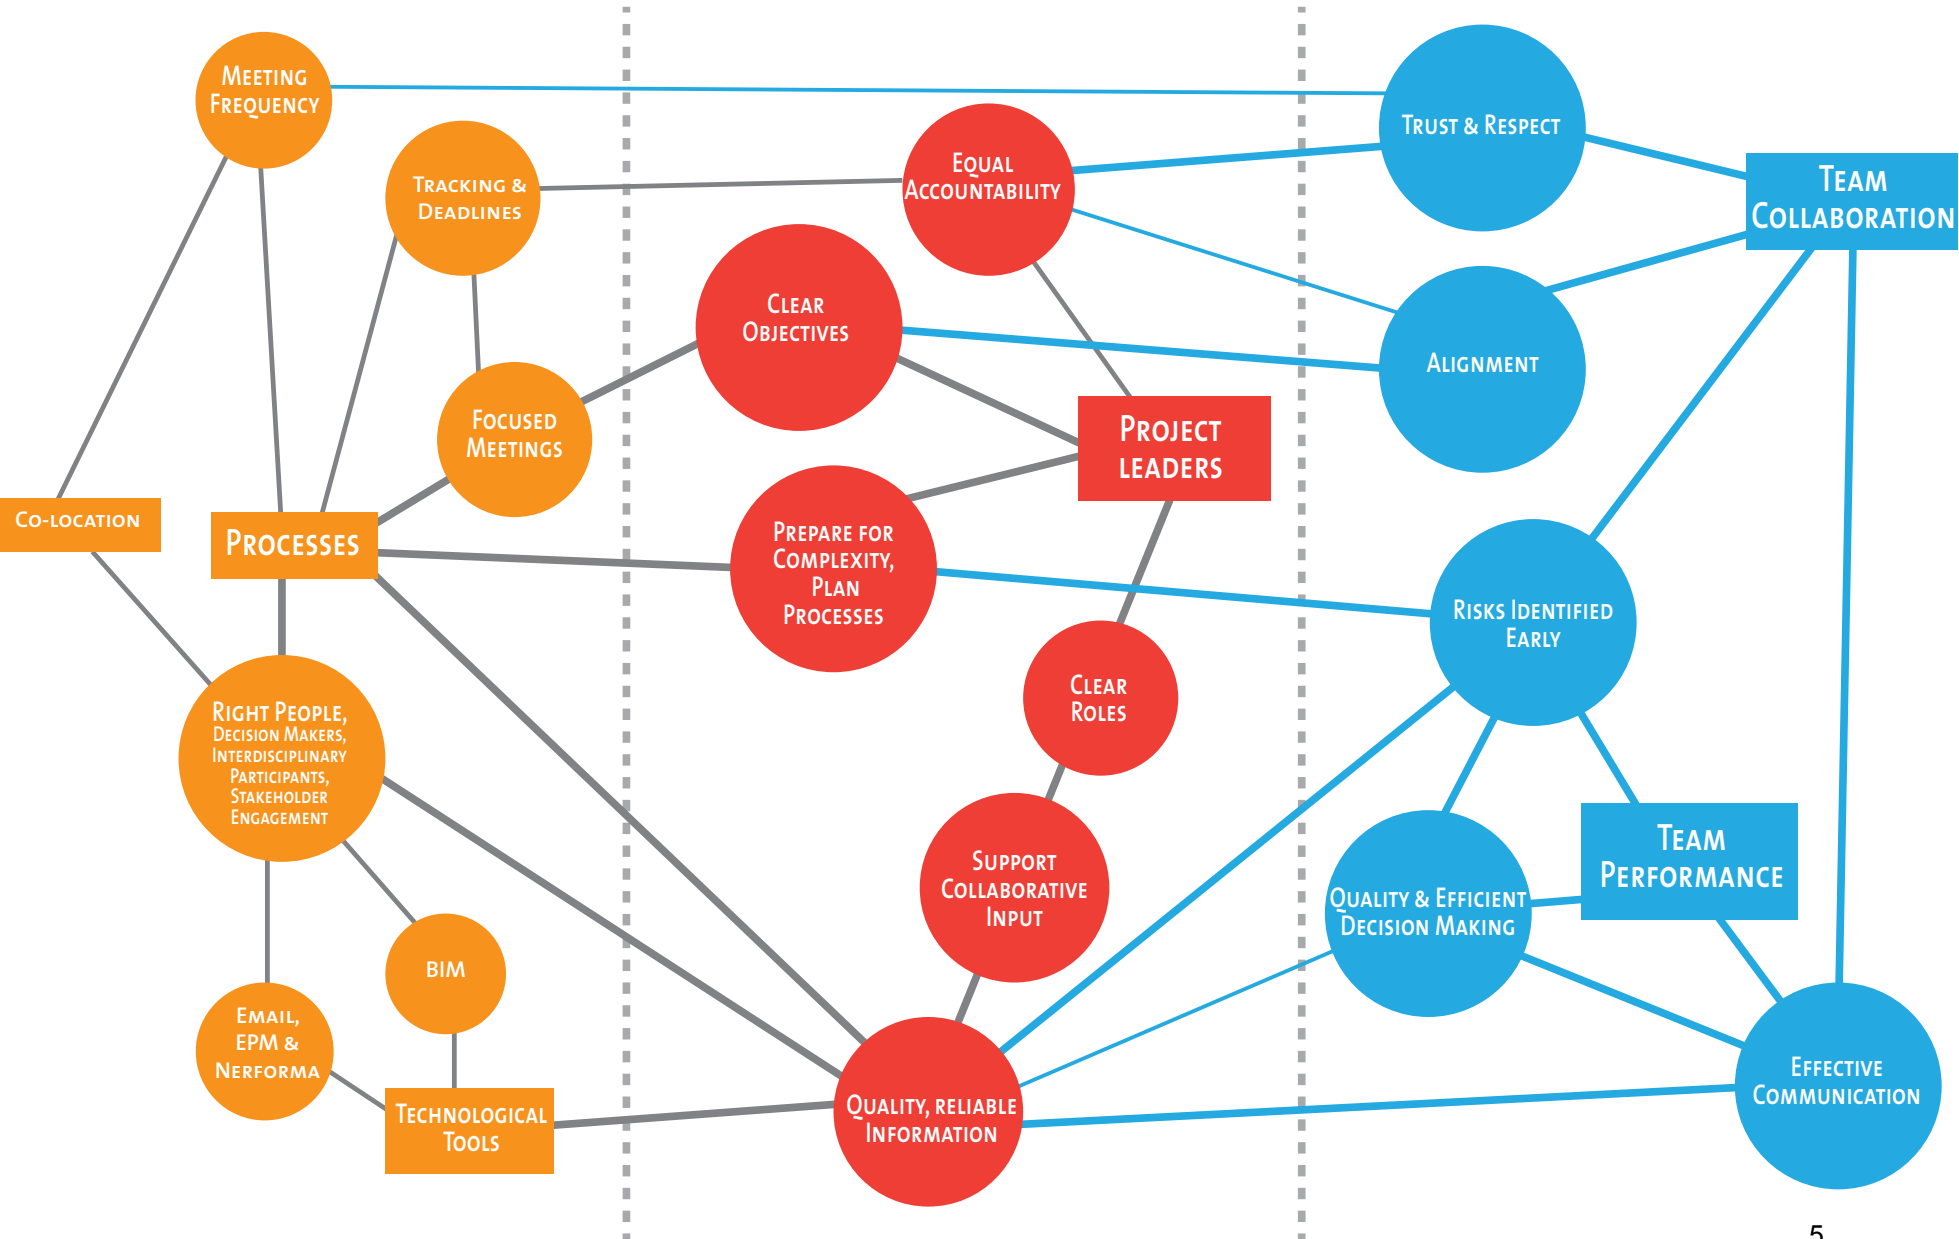 Meeting
Frequency
Tracking &
Deadlines
Focused
Meetings
Co-location
Processes
Right People,
Decision Makers,
Interdisciplinary
Participants,
Stakeholder
Engagement
BIM
Email,
EPM &
Nerforma
Technological
Tools
Equal
Accountability
Clear
Objectives
Project
leaders
Prepare for
Complexity,
Plan
Processes
Clear
Roles
Support
Collaborative
Input
Quality, reliable
Information
Trust & Respect
Team
Collaboration
Alignment
Risks Identified
Early
Team
Performance
Quality & Efficient
Decision Making
Effective
Communication
5